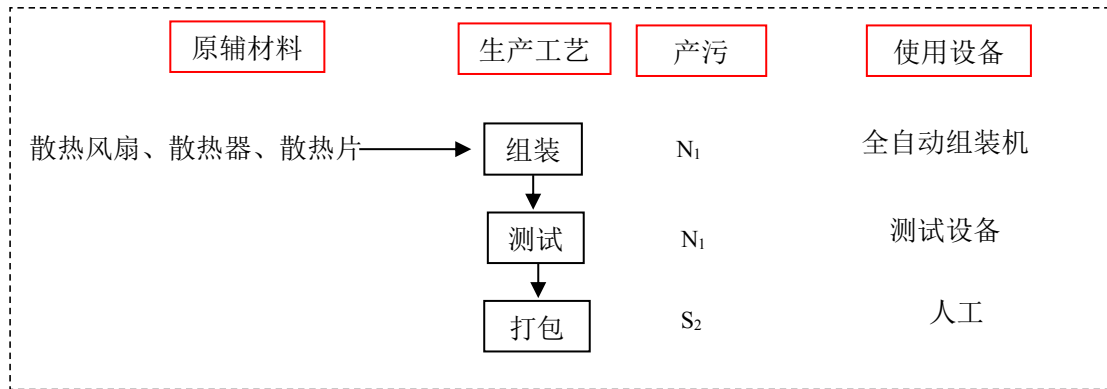 原辅材料 生产工艺 产污 使用设备
散热风扇、散热器、散热片 组装 N₁ 全自动组装机
测试 N₁ 测试设备
打包 S₂ 人工